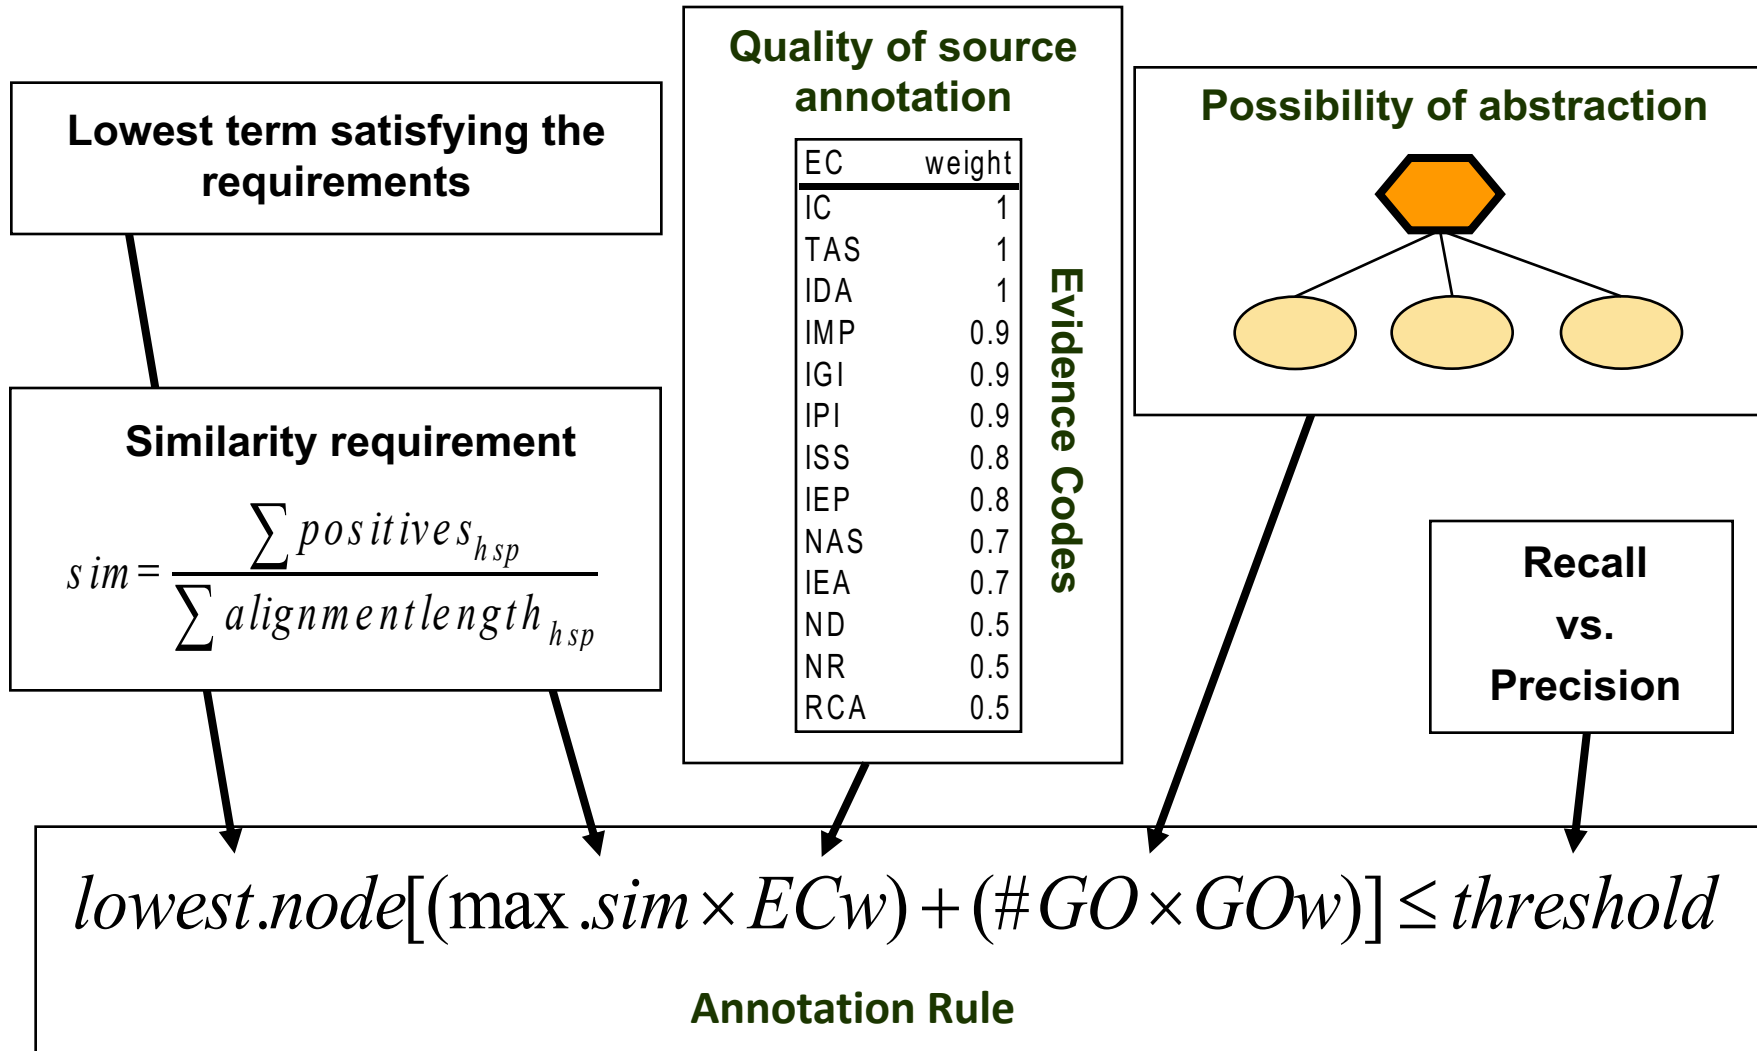 Lowest term satisfying the
requirements
Similarity requirement
sim = ∑ positives_hsp / ∑ alignmentlength_hsp
Quality of source
annotation
EC weight
IC 1
TAS 1
IDA 1
IMP 0.9
IGI 0.9
IPI 0.9
ISS 0.8
IEP 0.8
NAS 0.7
IEA 0.7
ND 0.5
NR 0.5
RCA 0.5
Evidence Codes
Possibility of abstraction
Recall
vs.
Precision
lowest.node[(max.sim × ECw) + (#GO × GOw)] ≤ threshold
Annotation Rule